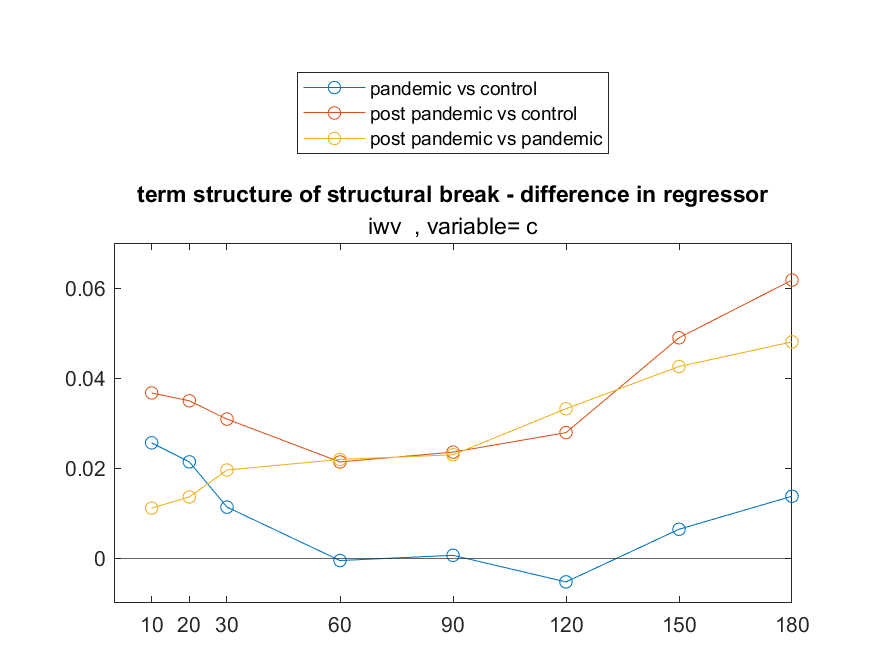 pandemic vs control
post pandemic vs control
post pandemic vs pandemic
term structure of structural break - difference in regressor
iwv  , variable= c
0.06
0.04
0.02
0
10 20 30 60 90 120 150 180